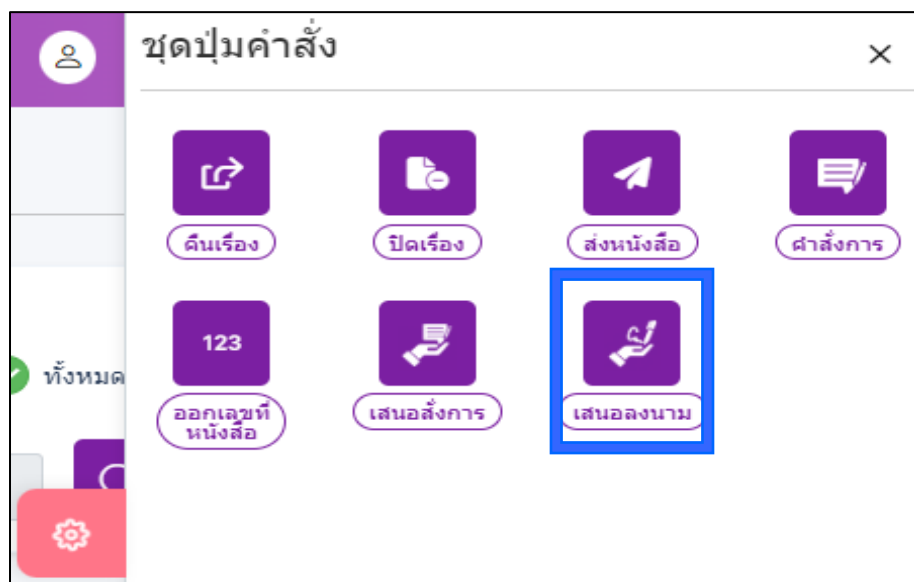 ชุดปุ่มคำสั่ง
คืนเรื่อง
ปิดเรื่อง
ส่งหนังสือ
คำสั่งการ
123
ออกเลขที่
หนังสือ
เสนอสั่งการ
เสนอลงนาม
ทั้งหมด